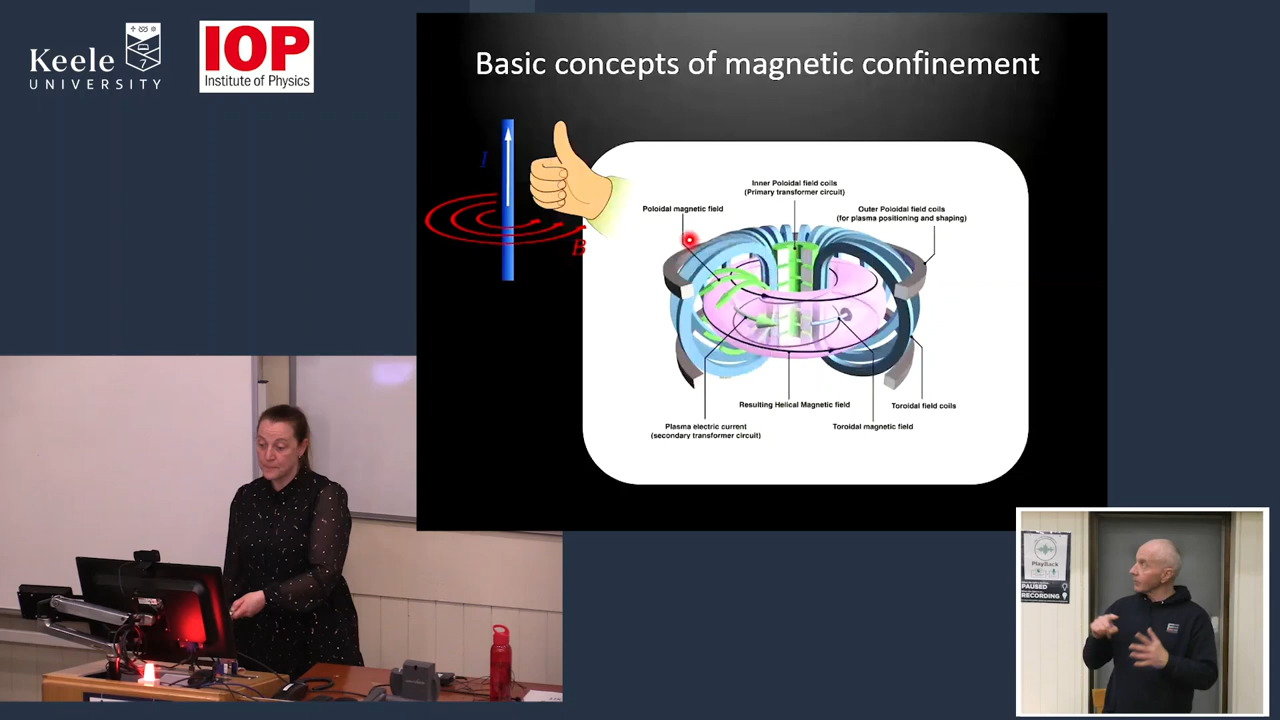 Keele
UNIVERSITY
IOP
Institute of Physics
Basic concepts of magnetic confinement
I
B
Inner Poloidal field coils
(Primary transformer circuit)
Poloidal magnetic field
Outer Poloidal field coils
(for plasma positioning and shaping)
Resulting Helical Magnetic field
Toroidal field coils
Plasma electric current
(secondary transformer circuit)
Toroidal magnetic field
PlayBack
PAUSED
RECORDING